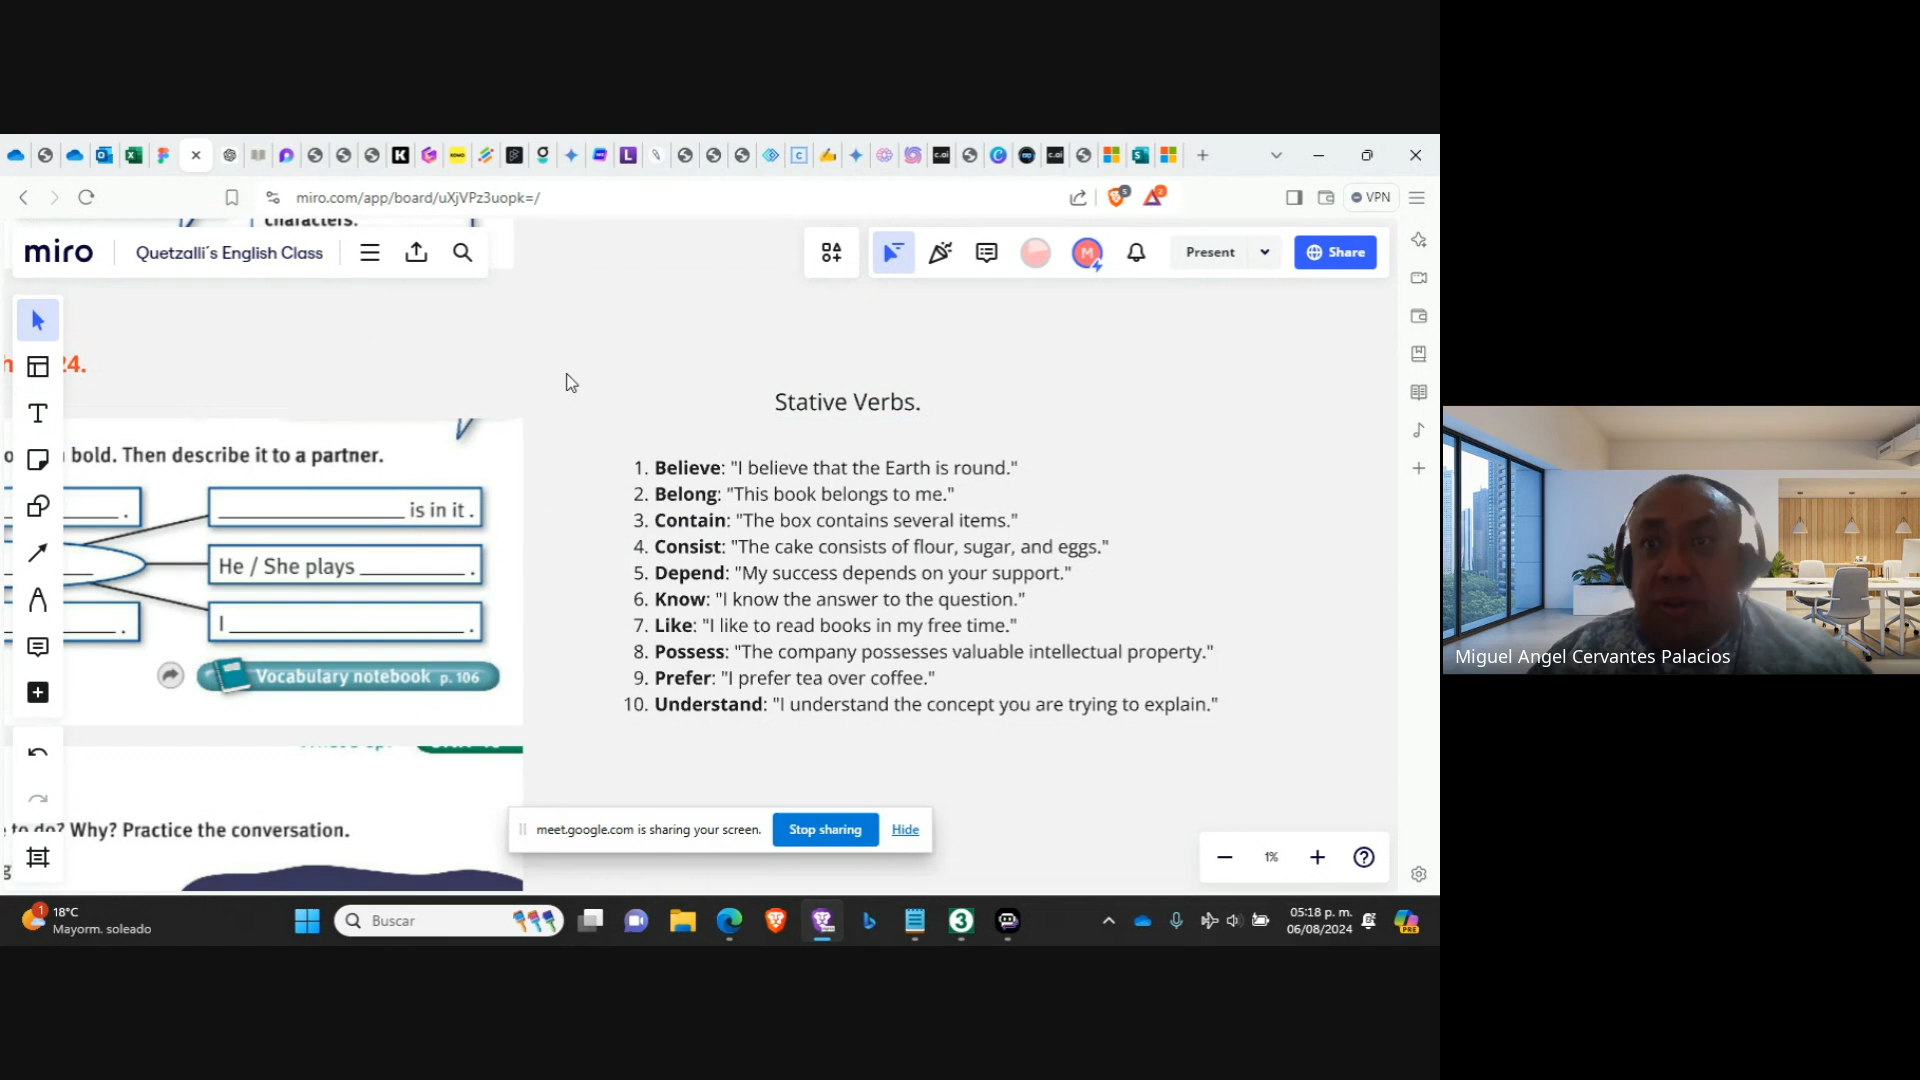 miro.com/app/board/uXjVPz3uopk=/
VPN
characters.
miro
Quetzalli´s English Class
Present
Share
24.
bold. Then describe it to a partner.
is in it.
He / She plays
I
Vocabulary notebook p. 106
Why? Practice the conversation.
Stative Verbs.
1. Believe: "I believe that the Earth is round."
2. Belong: "This book belongs to me."
3. Contain: "The box contains several items."
4. Consist: "The cake consists of flour, sugar, and eggs."
5. Depend: "My success depends on your support."
6. Know: "I know the answer to the question."
7. Like: "I like to read books in my free time."
8. Possess: "The company possesses valuable intellectual property."
9. Prefer: "I prefer tea over coffee."
10. Understand: "I understand the concept you are trying to explain."
meet.google.com is sharing your screen.
Stop sharing
Hide
1%
18°C
Mayorm. soleado
Buscar
05:18 p. m.
06/08/2024
Miguel Angel Cervantes Palacios